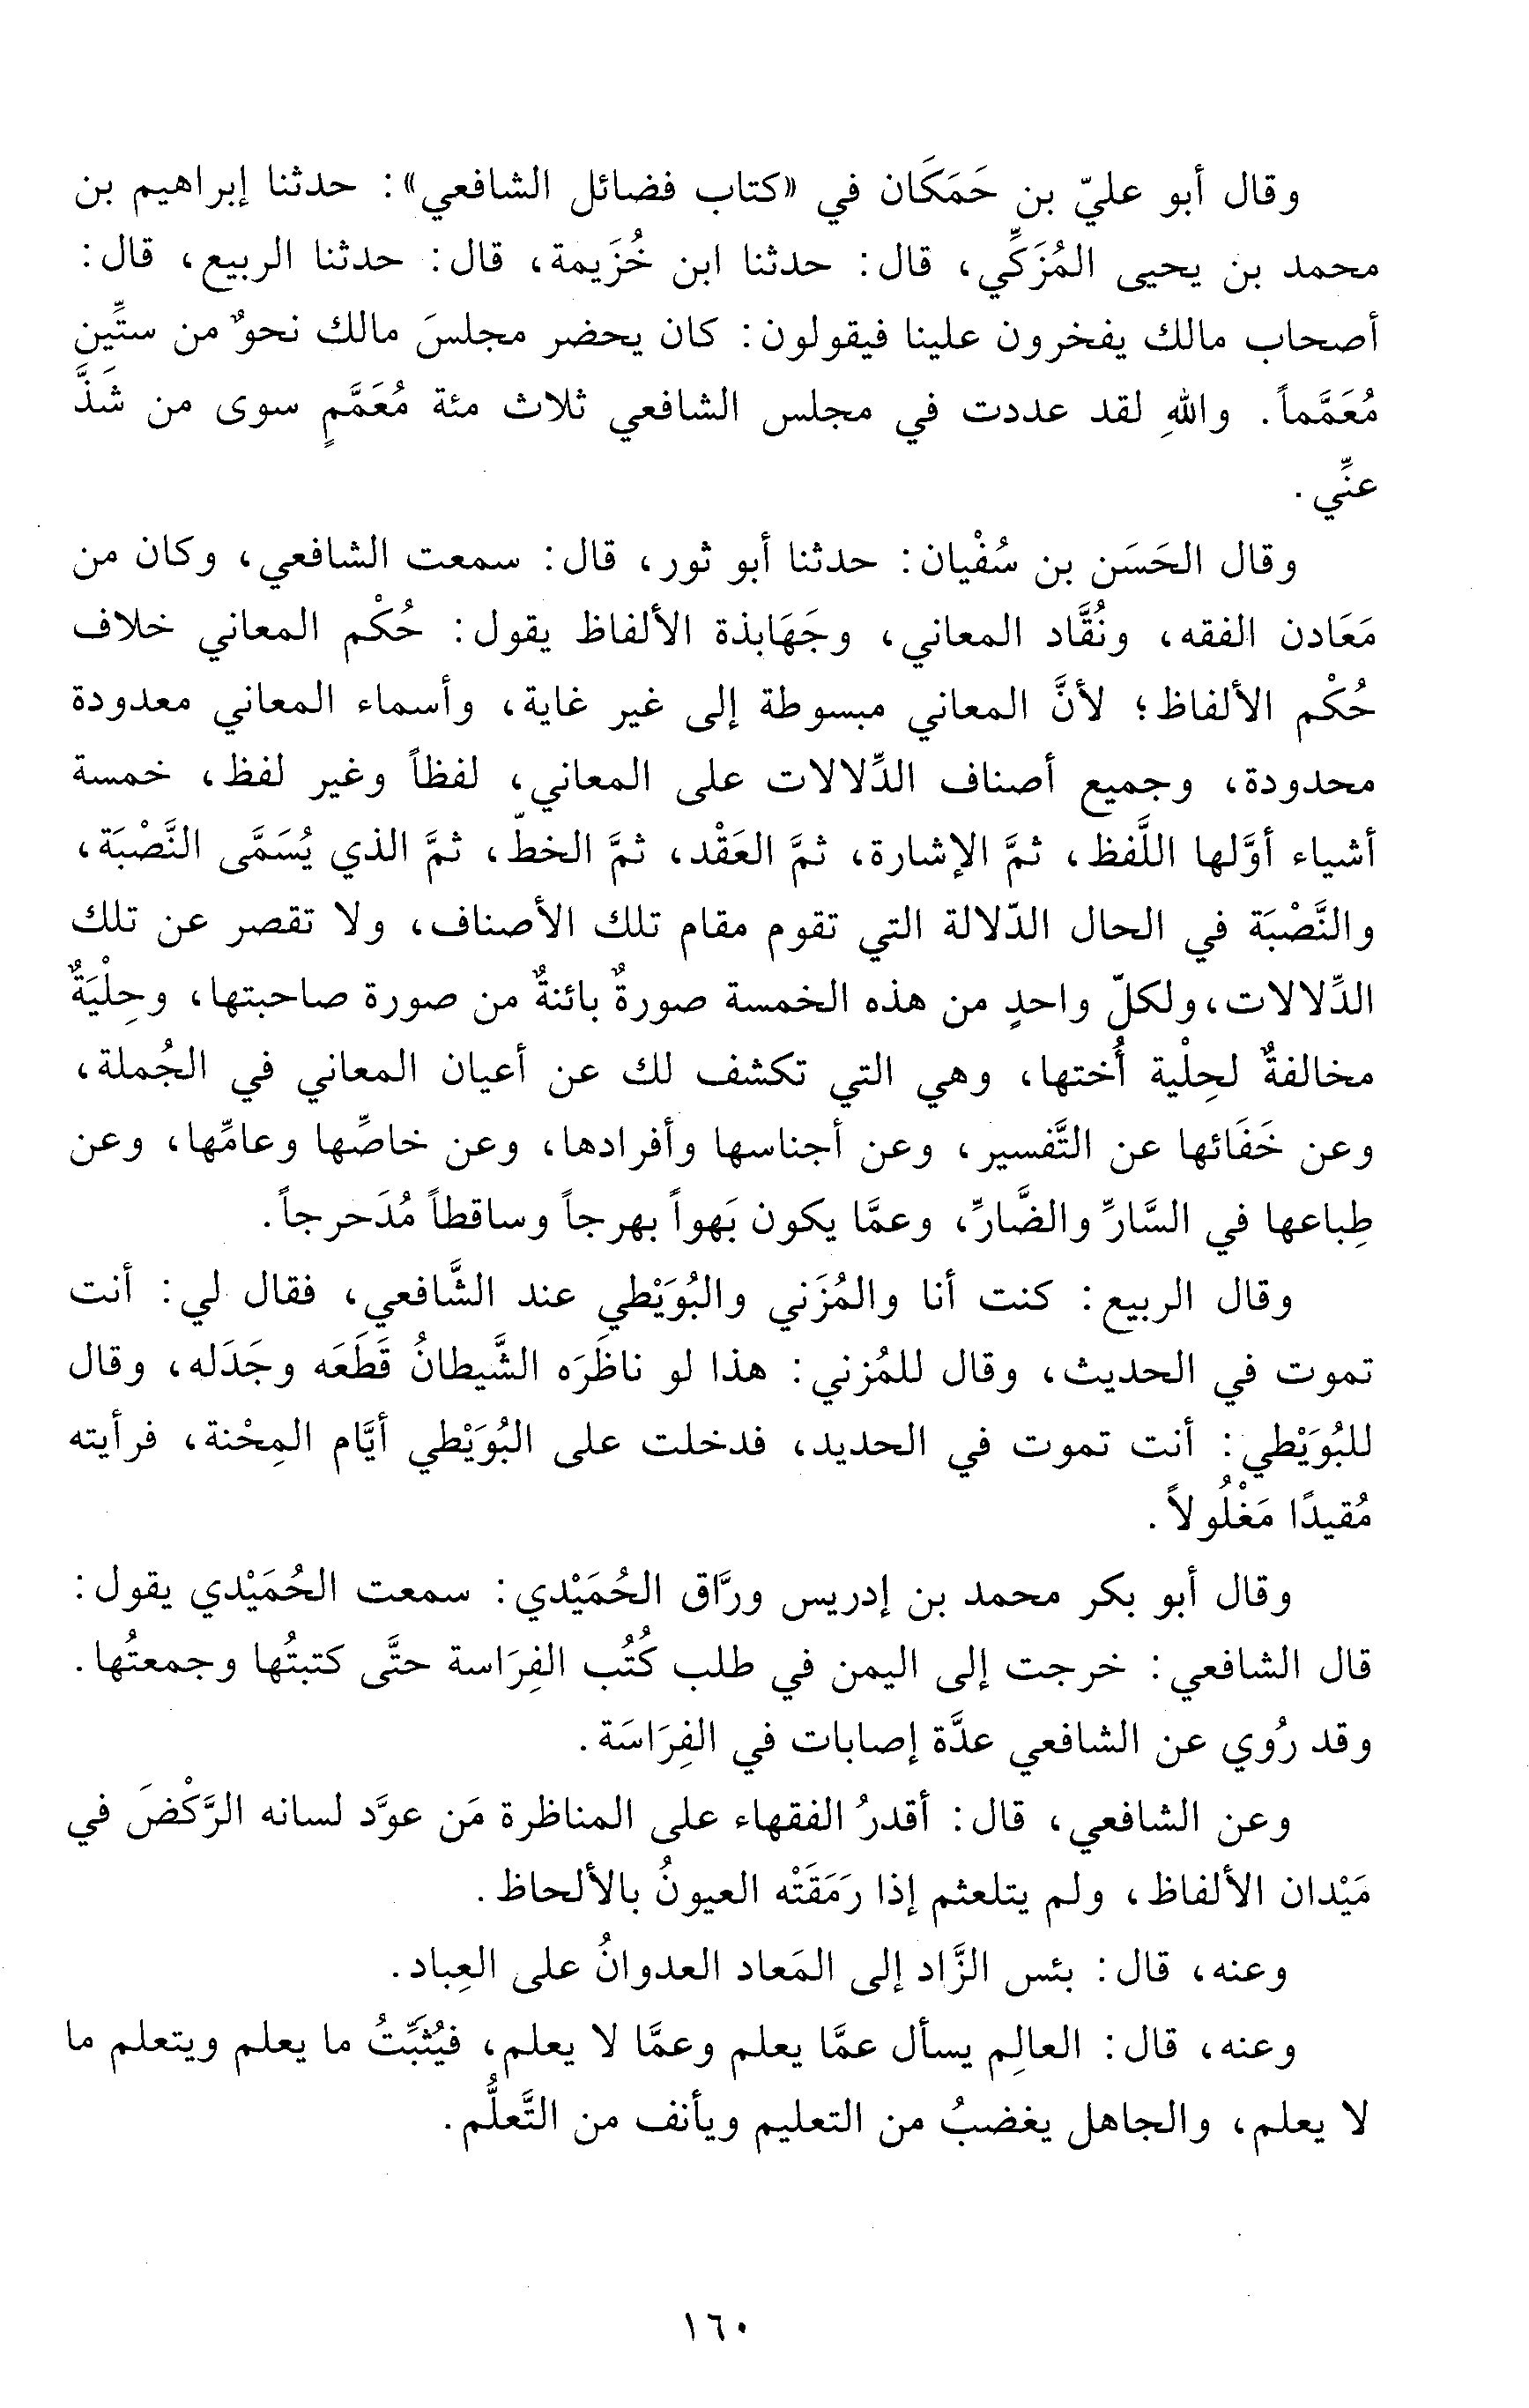 وقال أبو عليّ بن حَمَكَان في «كتاب فضائل الشافعي»: حدثنا إبراهيم بن
محمد بن يحيى المُزَكِّي، قال: حدثنا ابن خُزَيمة، قال: حدثنا الربيع، قال:
أصحاب مالك يفخرون علينا فيقولون: كان يحضر مجلسَ مالك نحوٌ من ستِّين
مُعَمَّماً. واللهِ لقد عددت في مجلس الشافعي ثلاث مئة مُعَمَّمٍ سوى من شَذَّ
عنِّي.
وقال الحَسَن بن سُفْيان: حدثنا أبو ثور، قال: سمعت الشافعي، وكان من
مَعَادن الفقه، ونُقَّاد المعاني، وجَهَابذة الألفاظ يقول: حُكْم المعاني خلاف
حُكْم الألفاظ؛ لأنَّ المعاني مبسوطة إلى غير غاية، وأسماء المعاني معدودة
محدودة، وجميع أصناف الدِّلالات على المعاني، لفظاً وغير لفظ، خمسة
أشياء أوَّلها اللَّفظ، ثمَّ الإشارة، ثمَّ العَقْد، ثمَّ الخطّ، ثمَّ الذي يُسَمَّى النَّصْبَة،
والنَّصْبَة في الحال الدّلالة التي تقوم مقام تلك الأصناف، ولا تقصر عن تلك
الدِّلالات، ولكلّ واحدٍ من هذه الخمسة صورةٌ بائنةٌ من صورة صاحبتها، وحِلْيَةٌ
مخالفةٌ لحِلْية أُختها، وهي التي تكشف لك عن أعيان المعاني في الجُملة،
وعن خَفَائها عن التَّفسير، وعن أجناسها وأفرادها، وعن خاصِّها وعامِّها، وعن
طِباعها في السَّارِّ والضَّارِّ، وعمَّا يكون بَهواً بهرجاً وساقطاً مُدَحرجاً.
وقال الربيع: كنت أنا والمُزَني والبُوَيْطي عند الشَّافعي، فقال لي: أنت
تموت في الحديث، وقال للمُزني: هذا لو ناظَرَه الشَّيطانُ قَطَعَه وجَدَله، وقال
للبُوَيْطي: أنت تموت في الحديد، فدخلت على البُوَيْطي أيَّام المِحْنة، فرأيته
مُقيدًا مَغْلُولاً.
وقال أبو بكر محمد بن إدريس ورَّاق الحُمَيْدي: سمعت الحُمَيْدي يقول:
قال الشافعي: خرجت إلى اليمن في طلب كُتُب الفِرَاسة حتَّى كتبتُها وجمعتُها.
وقد رُوي عن الشافعي عدَّة إصابات في الفِرَاسَة.
وعن الشافعي، قال: أقدرُ الفقهاء على المناظرة مَن عوَّد لسانه الرَّكْضَ في
مَيْدان الألفاظ، ولم يتلعثم إذا رَمَقَتْه العيونُ بالألحاظ.
وعنه، قال: بئس الزَّاد إلى المَعاد العدوانُ على العِباد.
وعنه، قال: العالِم يسأل عمَّا يعلم وعمَّا لا يعلم، فيُثَبِّتُ ما يعلم ويتعلم ما
لا يعلم، والجاهل يغضبُ من التعليم ويأنف من التَّعلُّم.
١٦٠